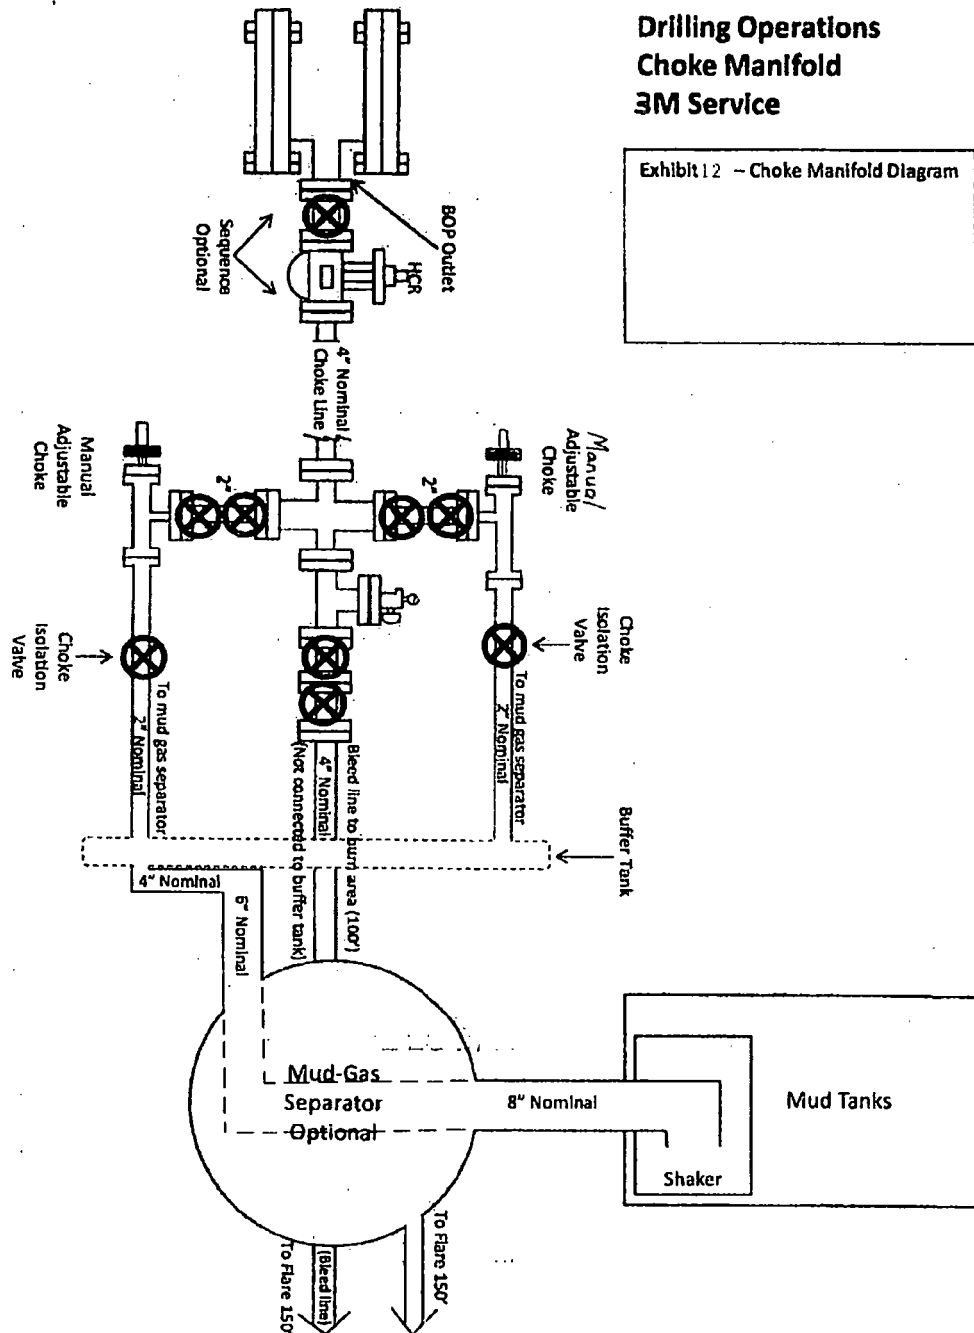 Drilling Operations
Choke Manifold
3M Service
Exhibit 12 - Choke Manifold Diagram
BOP Outlet
HCR
Sequence
Optional
4" Nominal
Choke Line
Manual
Adjustable
Choke
2"
2"
Manual
Adjustable
Choke
Choke
Isolation
Valve
Choke
Isolation
Valve
To mud gas separator
2" Nominal
Bleed line to burn area (100')
4" Nominal
(Not connected to buffer tank)
To mud gas separator
2" Nominal
Buffer Tank
4" Nominal
6" Nominal
Mud-Gas
Separator
Optional
8" Nominal
Mud Tanks
Shaker
To Flare 150'
(Bleed line)
To Flare 150'